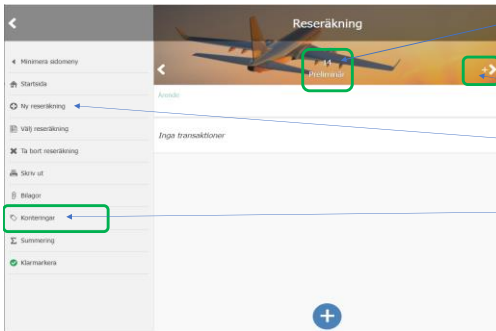 Reseräkning
Minimera sidomeny
Startsida
Ny reseräkning
Välj reseräkning
Ta bort reseräkning
Skriv ut
Bilagor
Konteringar
Summering
Klarmarkera
11
Preliminär
Ärende
Inga transaktioner